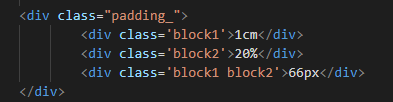 <div class="padding_">
<div class='block1'>1cm</div>
<div class='block2'>20%</div>
<div class='block1 block2'>66px</div>
</div>